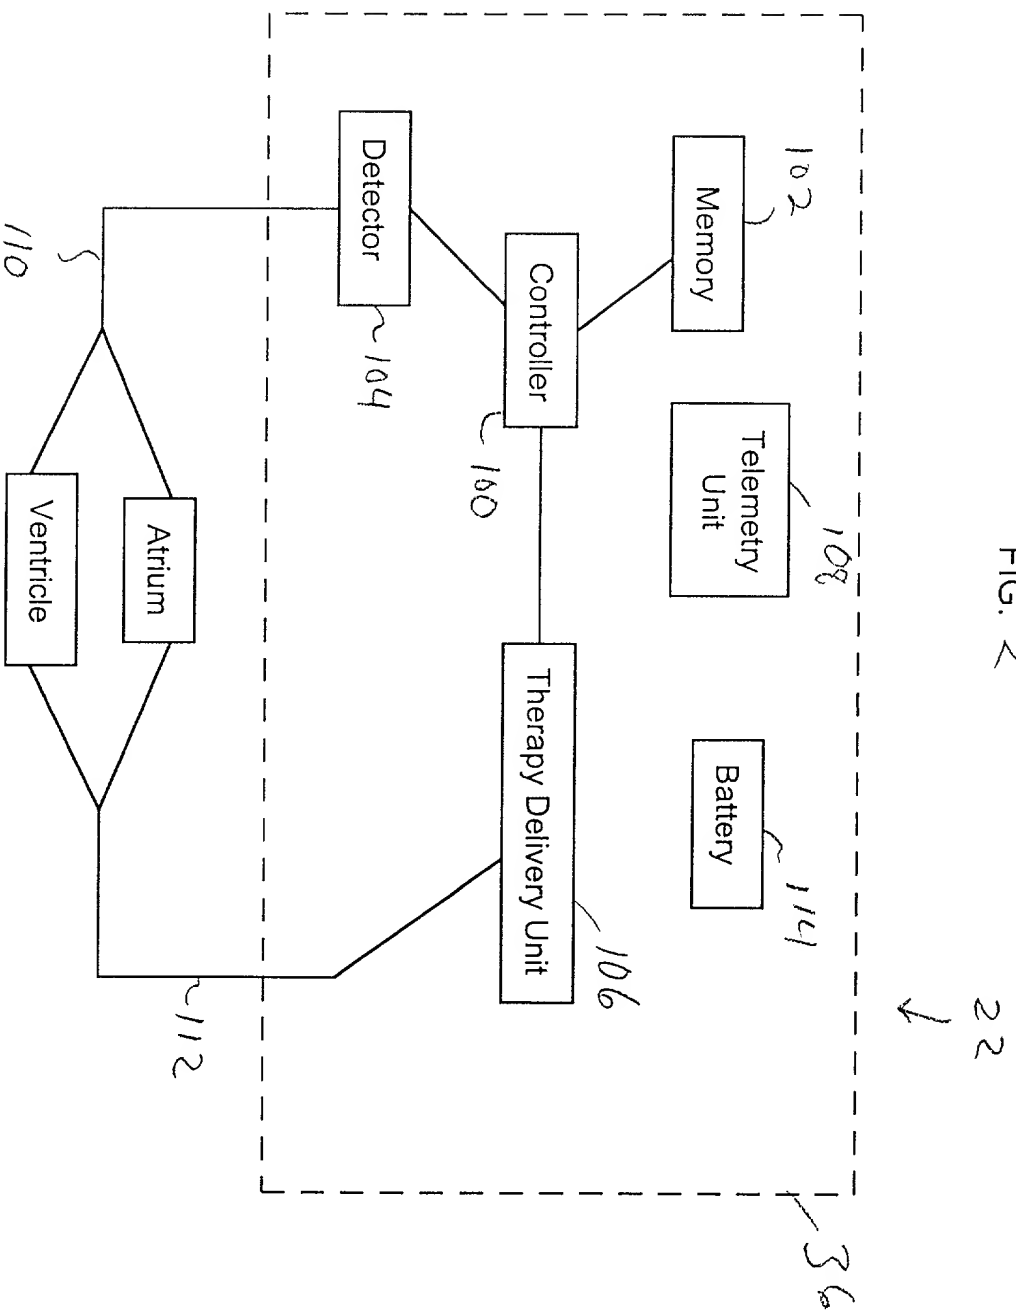 FIG. 2
22
36
102
Memory
108
Telemetry
Unit
114
Battery
Controller
100
Therapy Delivery Unit
106
Detector
104
110
112
Atrium
Ventricle